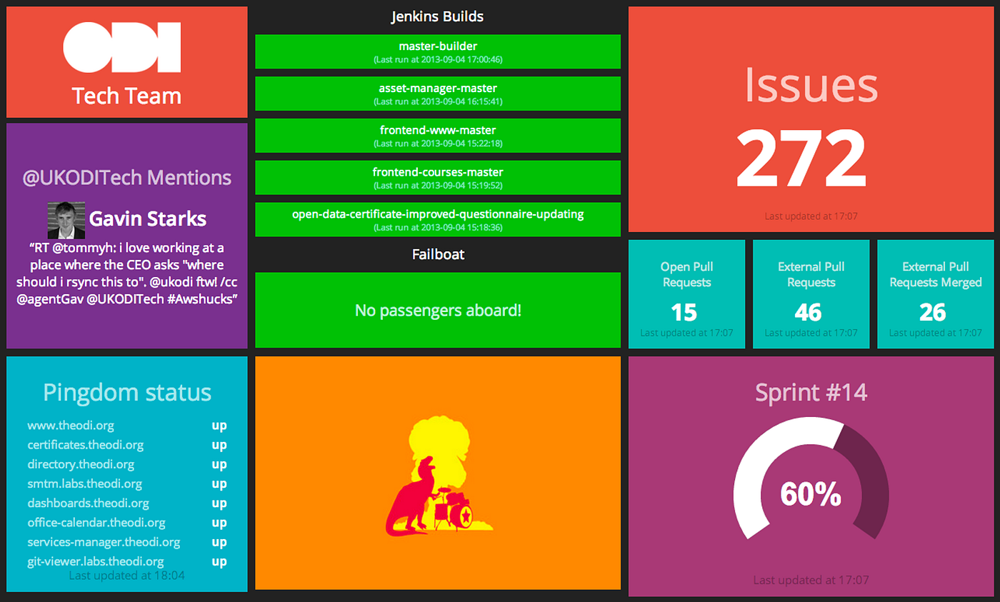 ODI
Tech Team
@UKODITech Mentions
Gavin Starks
“RT @tommyh: i love working at a
place where the CEO asks "where
should i rsync this to". @ukodi ftw! /cc
@agentGav @UKODITech #Awshucks”
Pingdom status
www.theodi.org up
certificates.theodi.org up
directory.theodi.org up
smtm.labs.theodi.org up
dashboards.theodi.org up
office-calendar.theodi.org up
services-manager.theodi.org up
git-viewer.labs.theodi.org up
Last updated at 18:04
Jenkins Builds
master-builder
(Last run at 2013-09-04 17:00:46)
asset-manager-master
(Last run at 2013-09-04 16:15:41)
frontend-www-master
(Last run at 2013-09-04 15:22:18)
frontend-courses-master
(Last run at 2013-09-04 15:19:52)
open-data-certificate-improved-questionnaire-updating
(Last run at 2013-09-04 15:18:36)
Failboat
No passengers aboard!
Issues
272
Last updated at 17:07
Open Pull
Requests
15
Last updated at 17:07
External Pull
Requests
46
Last updated at 17:07
External Pull
Requests Merged
26
Last updated at 17:07
Sprint #14
60%
Last updated at 17:07